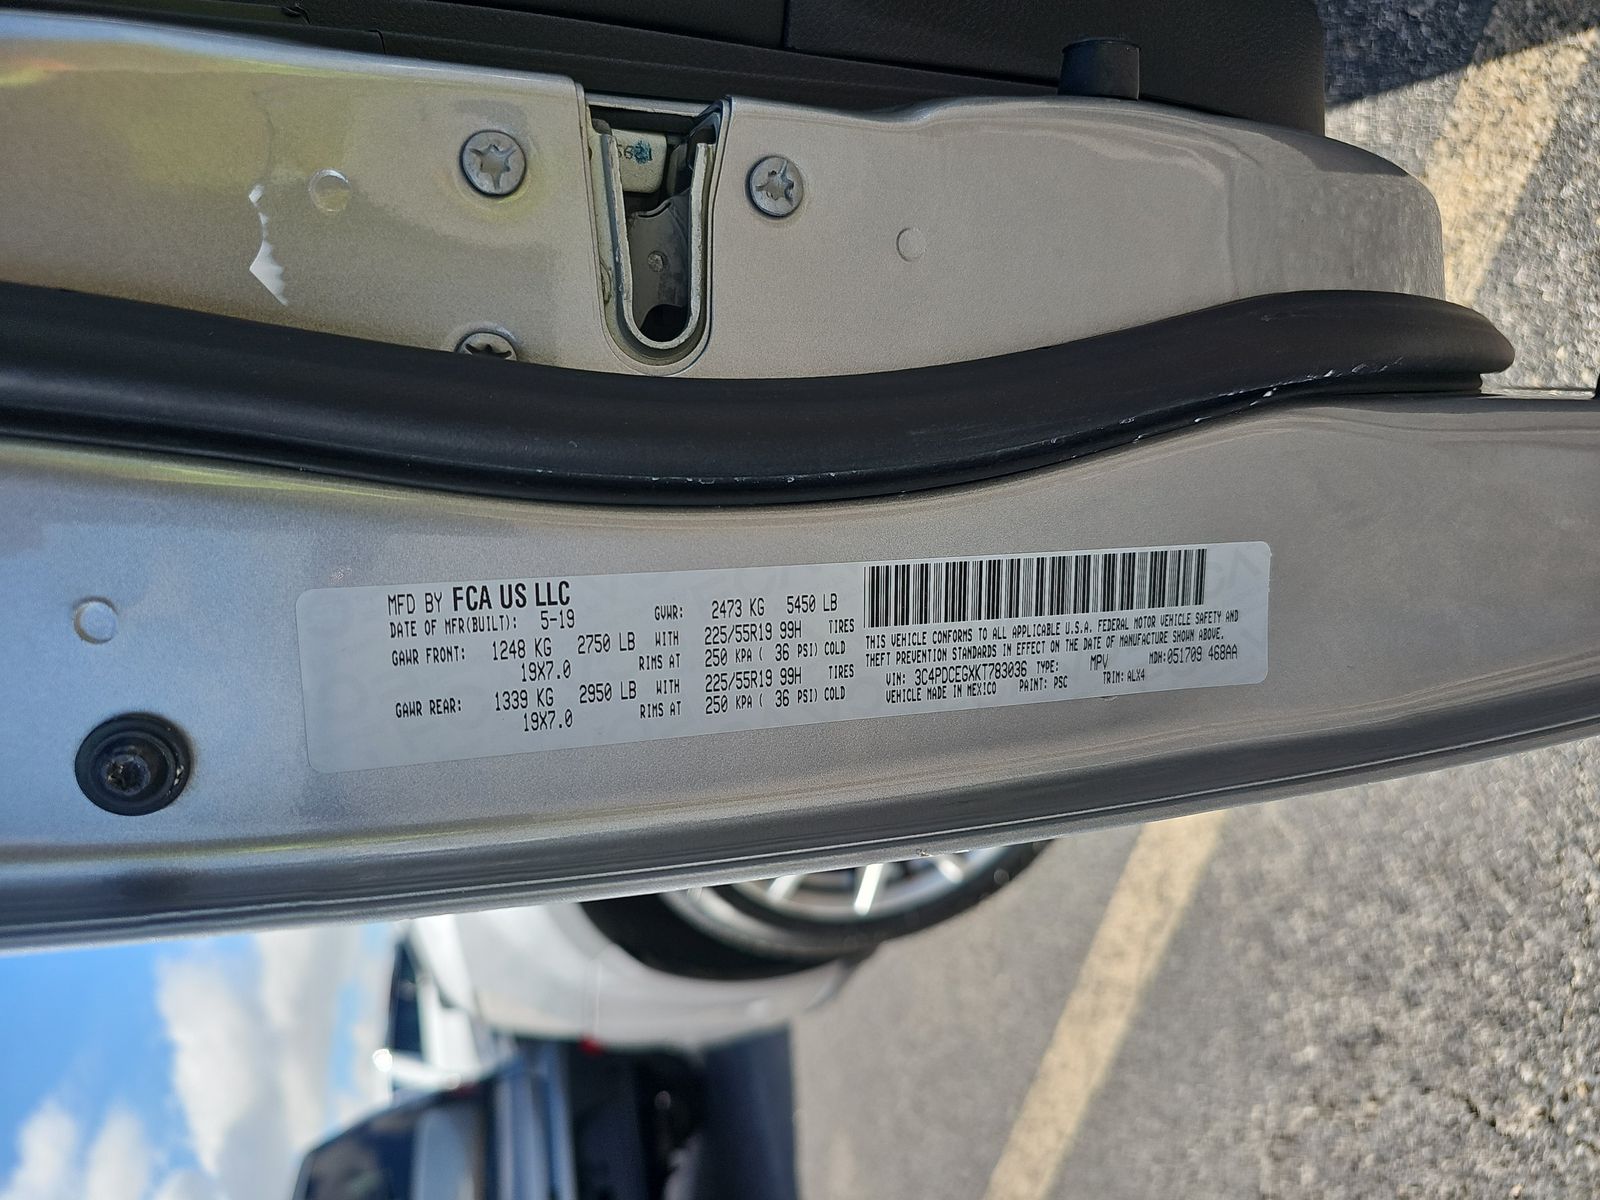 5621
MFD BY FCA US LLC
DATE OF MFR(BUILT): 5-19 GVWR: 2473 KG 5450 LB
GAWR FRONT: 1248 KG 2750 LB WITH 225/55R19 99H TIRES
19X7.0 RIMS AT 250 KPA ( 36 PSI) COLD
GAWR REAR: 1339 KG 2950 LB WITH 225/55R19 99H TIRES
19X7.0 RIMS AT 250 KPA ( 36 PSI) COLD
THIS VEHICLE CONFORMS TO ALL APPLICABLE U.S.A. FEDERAL MOTOR VEHICLE SAFETY AND
THEFT PREVENTION STANDARDS IN EFFECT ON THE DATE OF MANUFACTURE SHOWN ABOVE.
VIN: 3C4PDCEGXKT783036 TYPE: MPV MDH: 051709 468AA
VEHICLE MADE IN MEXICO PAINT: PSC TRIM: ALX4